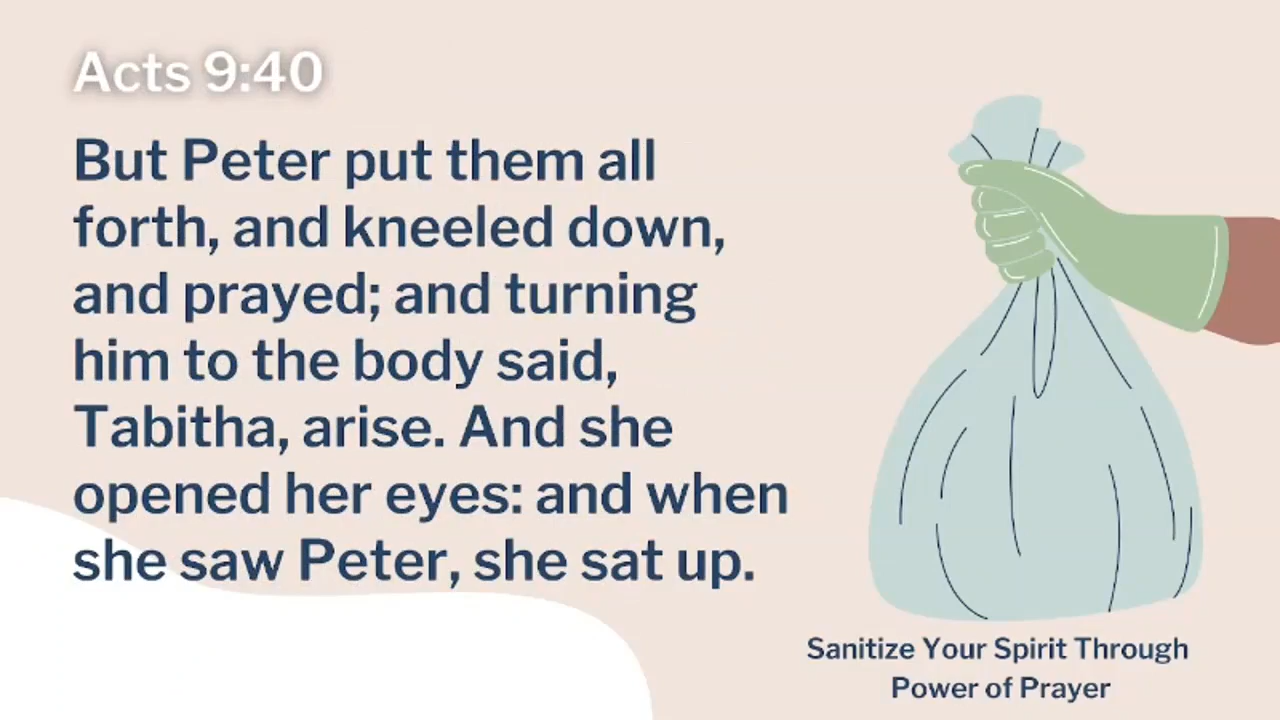 Acts 9:40
But Peter put them all
forth, and kneeled down,
and prayed; and turning
him to the body said,
Tabitha, arise. And she
opened her eyes: and when
she saw Peter, she sat up.
Sanitize Your Spirit Through
Power of Prayer